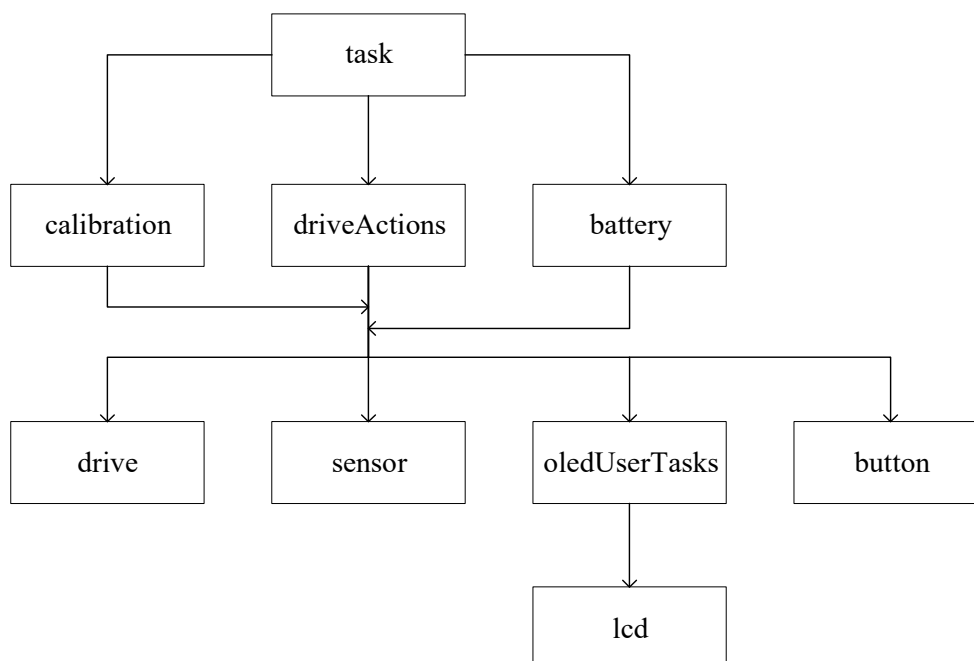 task
calibration
driveActions
battery
drive
sensor
oledUserTasks
button
lcd